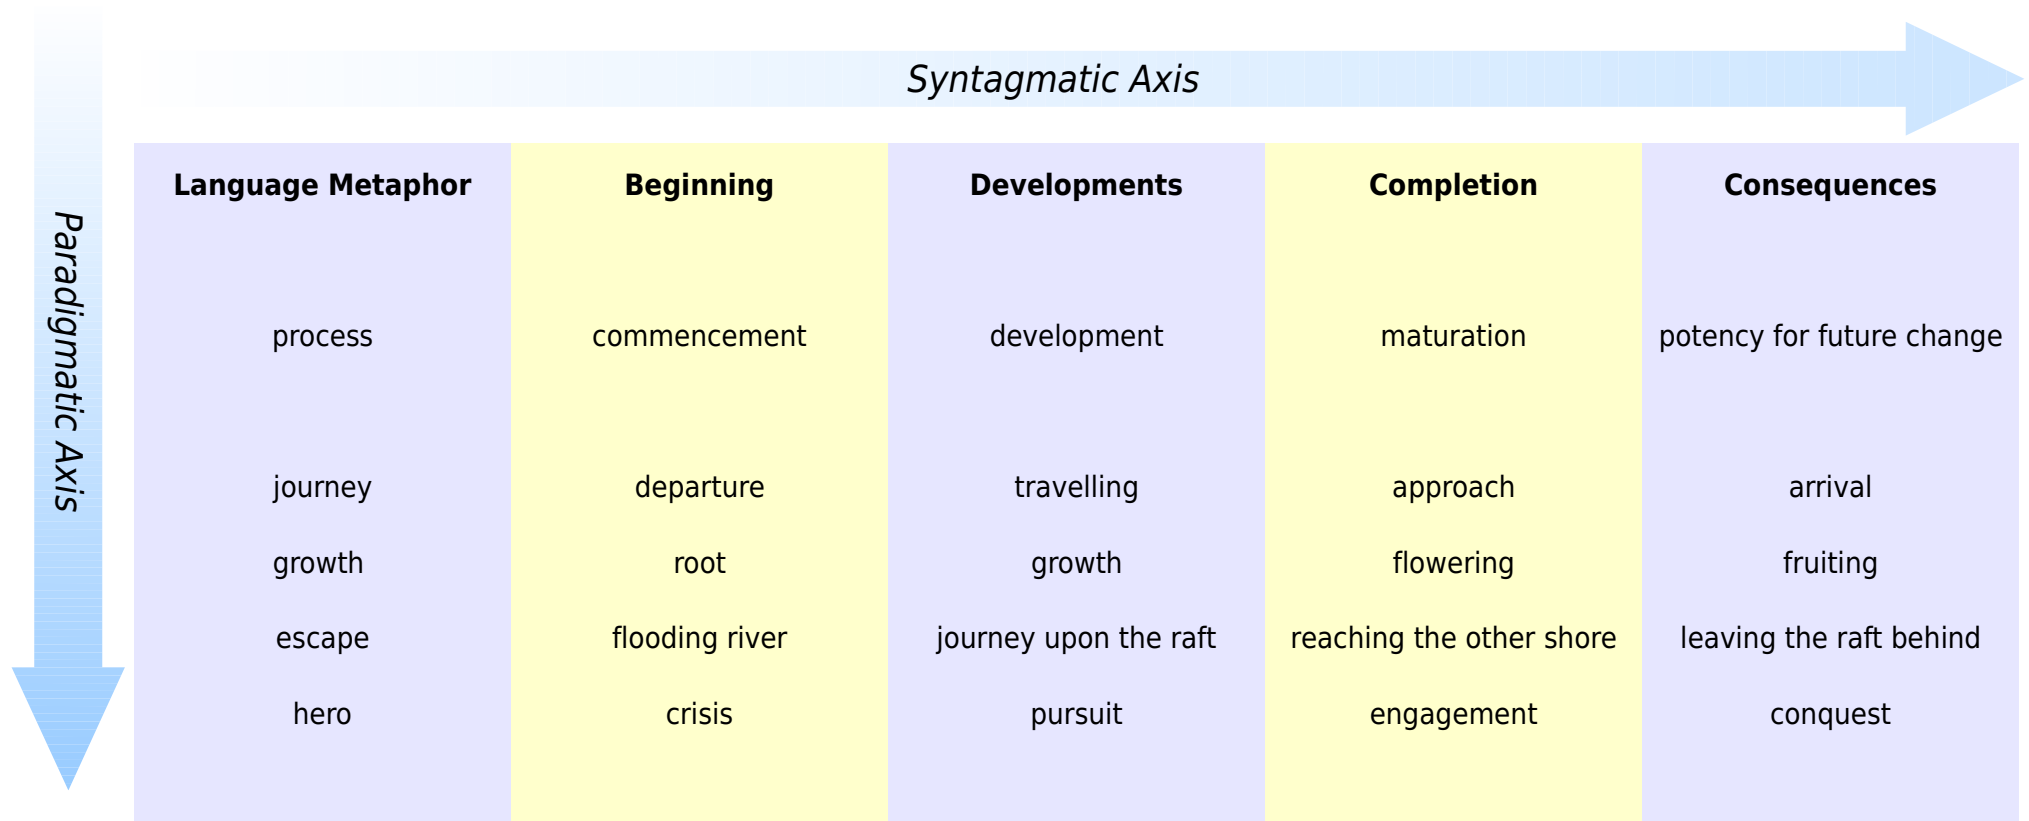 Syntagmatic Axis
Paradigmatic Axis
Language Metaphor Beginning Developments Completion Consequences
process commencement development maturation potency for future change
journey departure travelling approach arrival
growth root growth flowering fruiting
escape flooding river journey upon the raft reaching the other shore leaving the raft behind
hero crisis pursuit engagement conquest